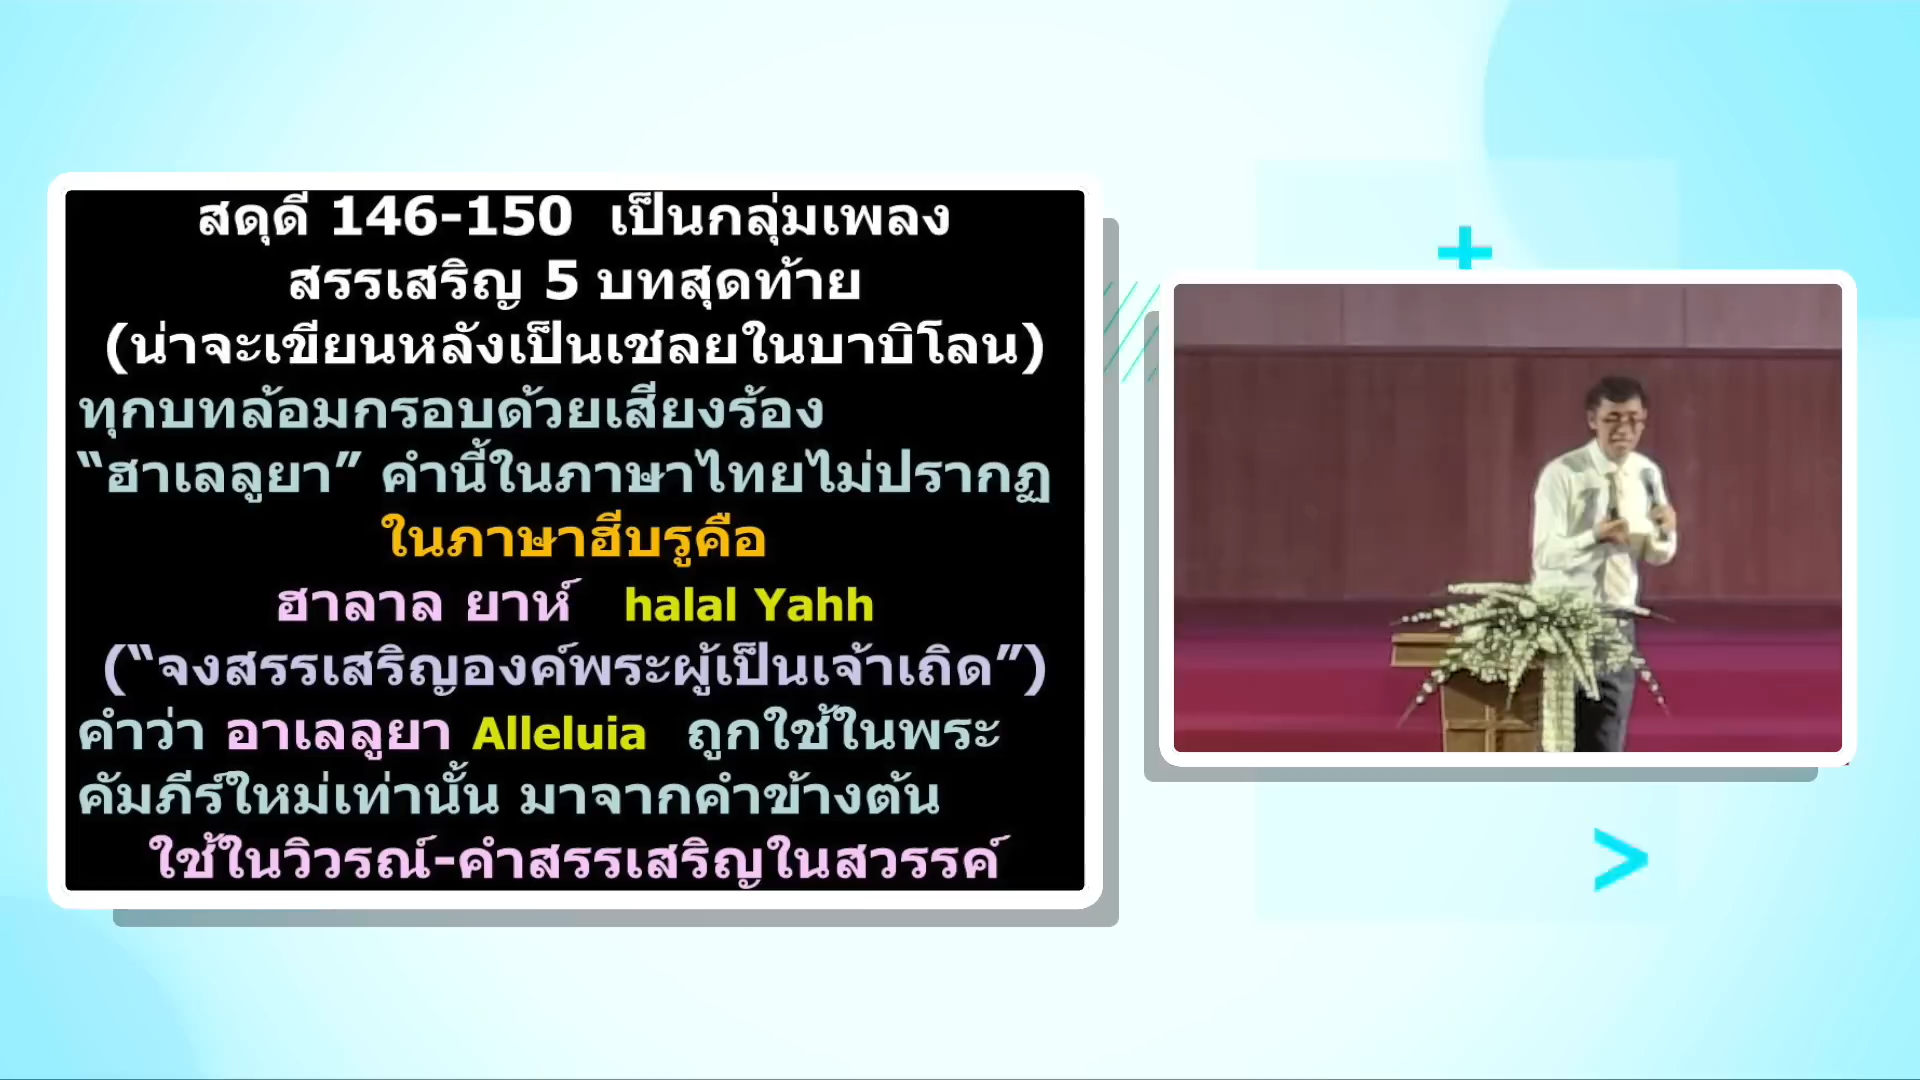 สดุดี 146-150 เป็นกลุ่มเพลง
สรรเสริญ 5 บทสุดท้าย
(น่าจะเขียนหลังเป็นเชลยในบาบิโลน)
ทุกบทล้อมกรอบด้วยเสียงร้อง
“ฮาเลลูยา” คำนี้ในภาษาไทยไม่ปรากฏ
ในภาษาฮีบรูคือ
ฮาลาล ยาห์ halal Yahh
(“จงสรรเสริญองค์พระผู้เป็นเจ้าเถิด”)
คำว่า อาเลลูยา Alleluia ถูกใช้ในพระ
คัมภีร์ใหม่เท่านั้น มาจากคำข้างต้น
ใช้ในวิวรณ์-คำสรรเสริญในสวรรค์